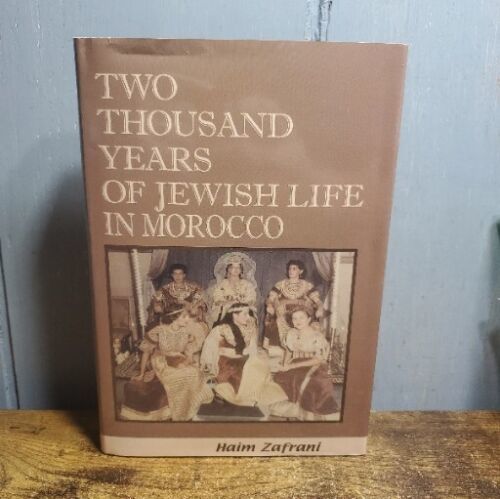 TWO
THOUSAND
YEARS
OF JEWISH LIFE
IN MOROCCO
Haim Zafrani